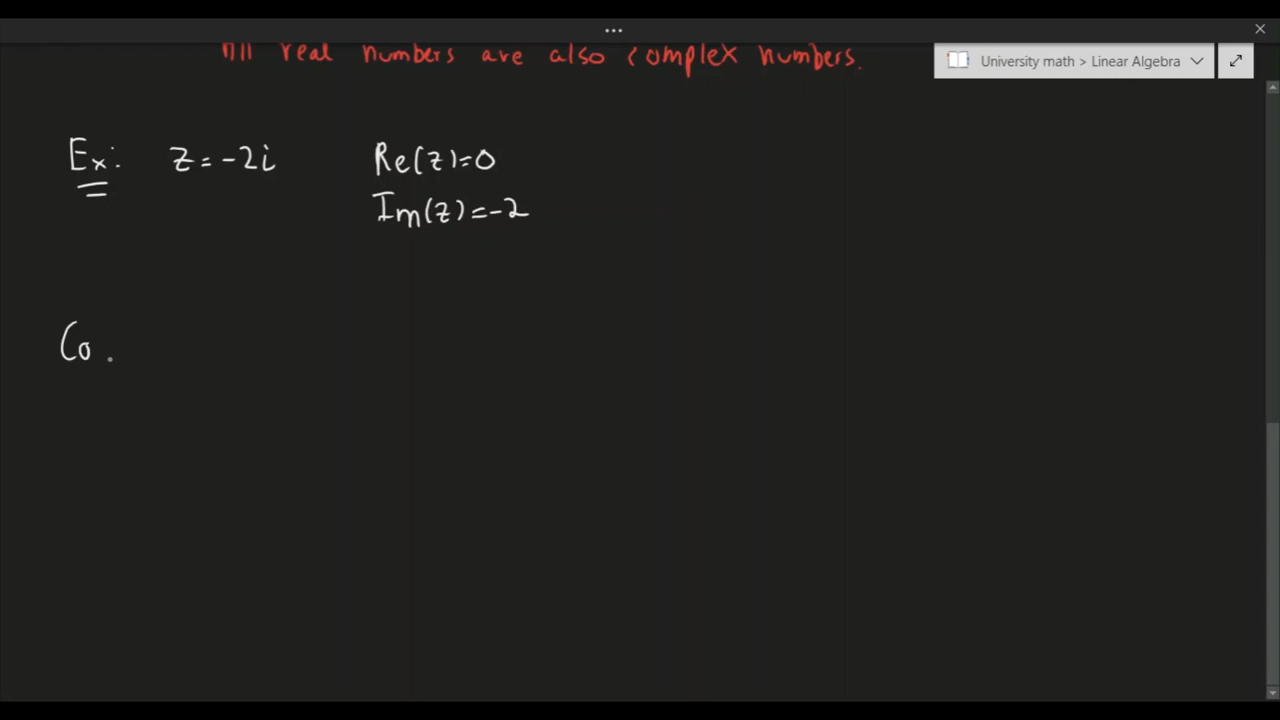 All real numbers are also complex numbers.
University math > Linear Algebra
Ex: z = -2i Re(z)=0
Im(z)=-2
Co